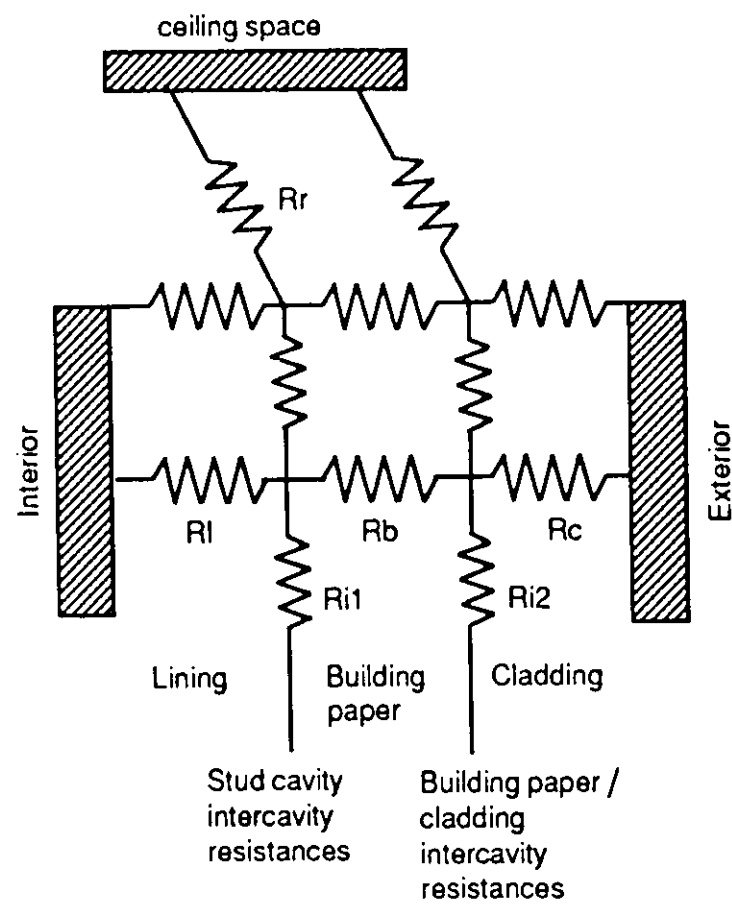 ceiling space
Rr
Interior
Exterior
Rl
Rb
Rc
Ri1
Ri2
Lining
Building
paper
Cladding
Stud cavity
intercavity
resistances
Building paper /
cladding
intercavity
resistances